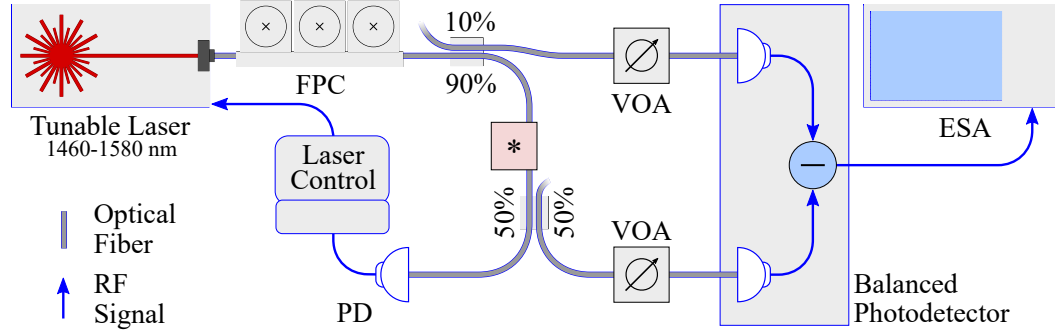 10%
FPC
90%
VOA
ESA
Tunable Laser
1460-1580 nm
*
Laser
Control
50%
50%
Optical
Fiber
VOA
RF
Signal
PD
Balanced
Photodetector